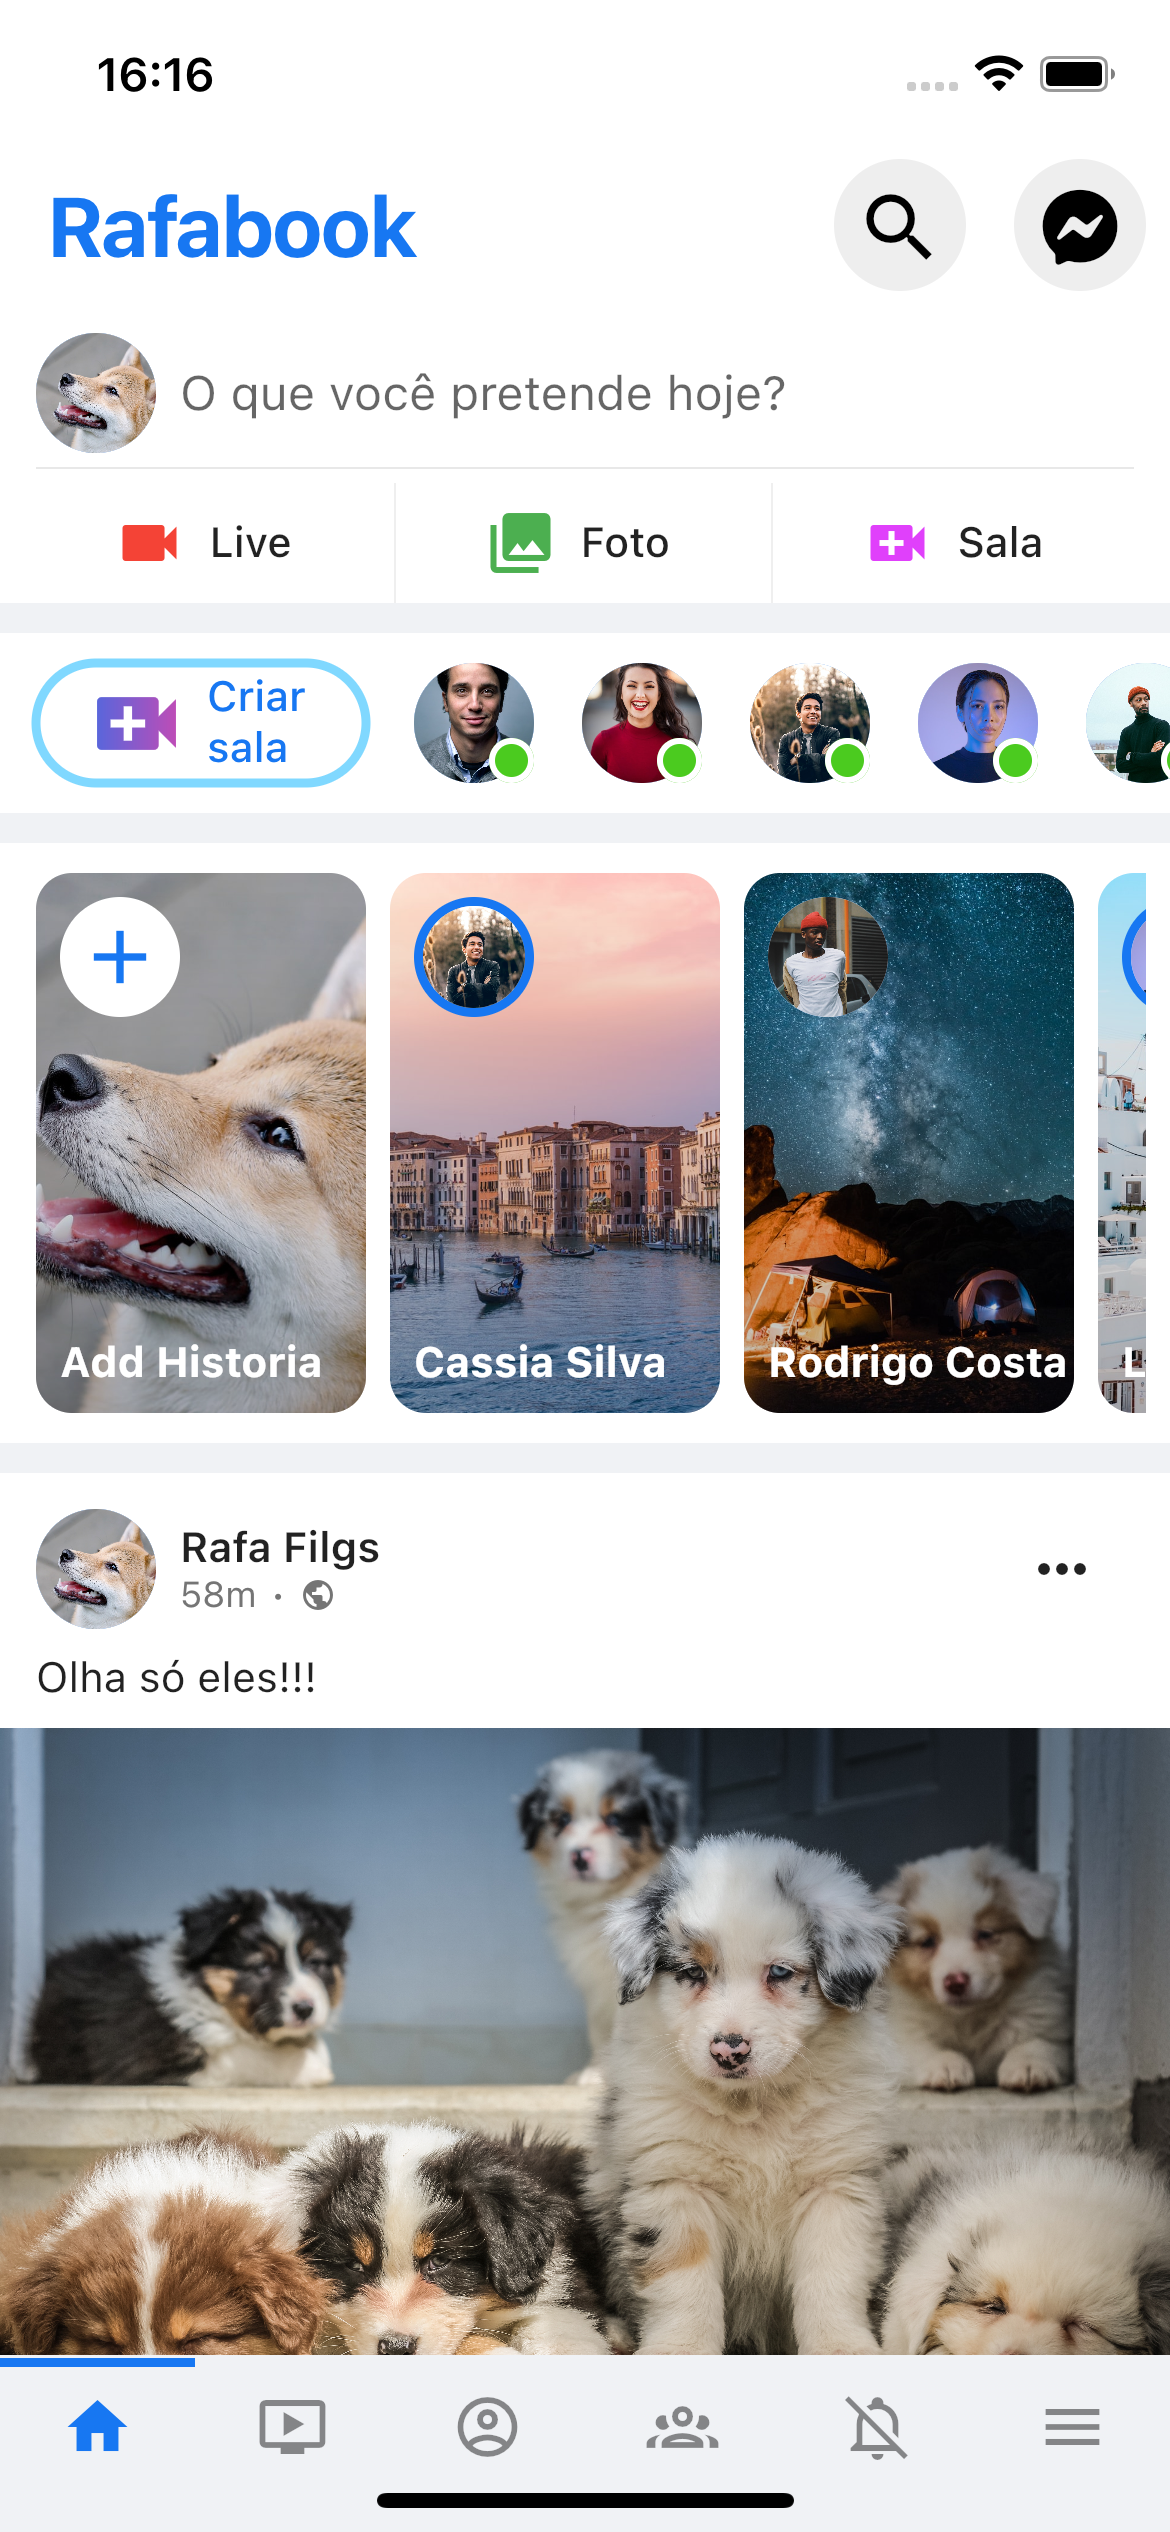 16:16
Rafabook
O que você pretende hoje?
Live
Foto
Sala
Criar
sala
Add Historia
Cassia Silva
Rodrigo Costa
L
Rafa Filgs
58m •
Olha só eles!!!